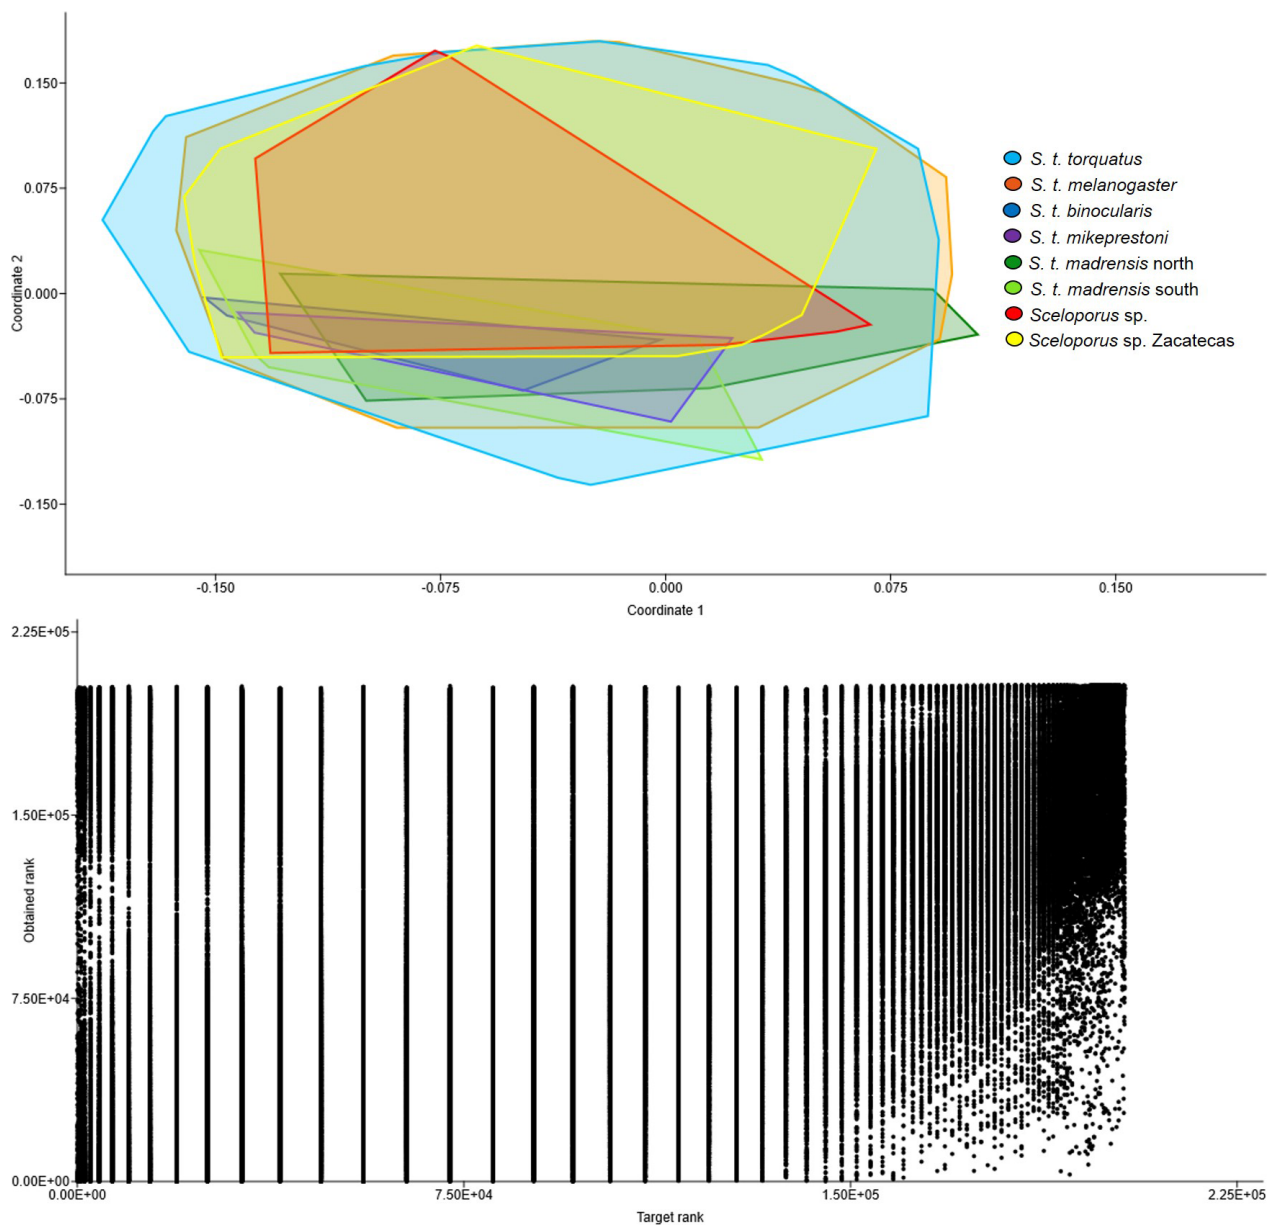 0.150
0.075
0.000
-0.075
-0.150
Coordinate 2
-0.150 -0.075 0.000 0.075 0.150
Coordinate 1
S. t. torquatus
S. t. melanogaster
S. t. binocularis
S. t. mikeprestoni
S. t. madrensis north
S. t. madrensis south
Sceloporus sp.
Sceloporus sp. Zacatecas
2.25E+05
1.50E+05
7.50E+04
0.00E+00
Obtained rank
0.00E+00 7.50E+04 1.50E+05 2.25E+05
Target rank